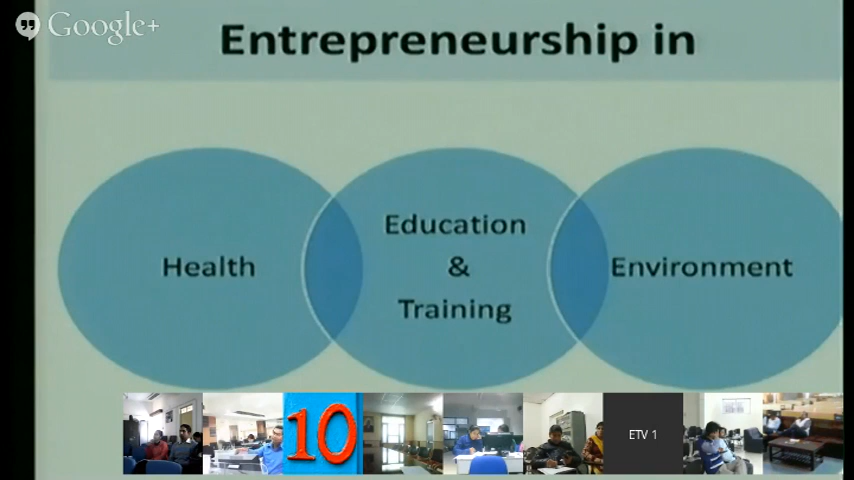 Google+
Entrepreneurship in
Health
Education
&
Training
Environment
10
ETV 1